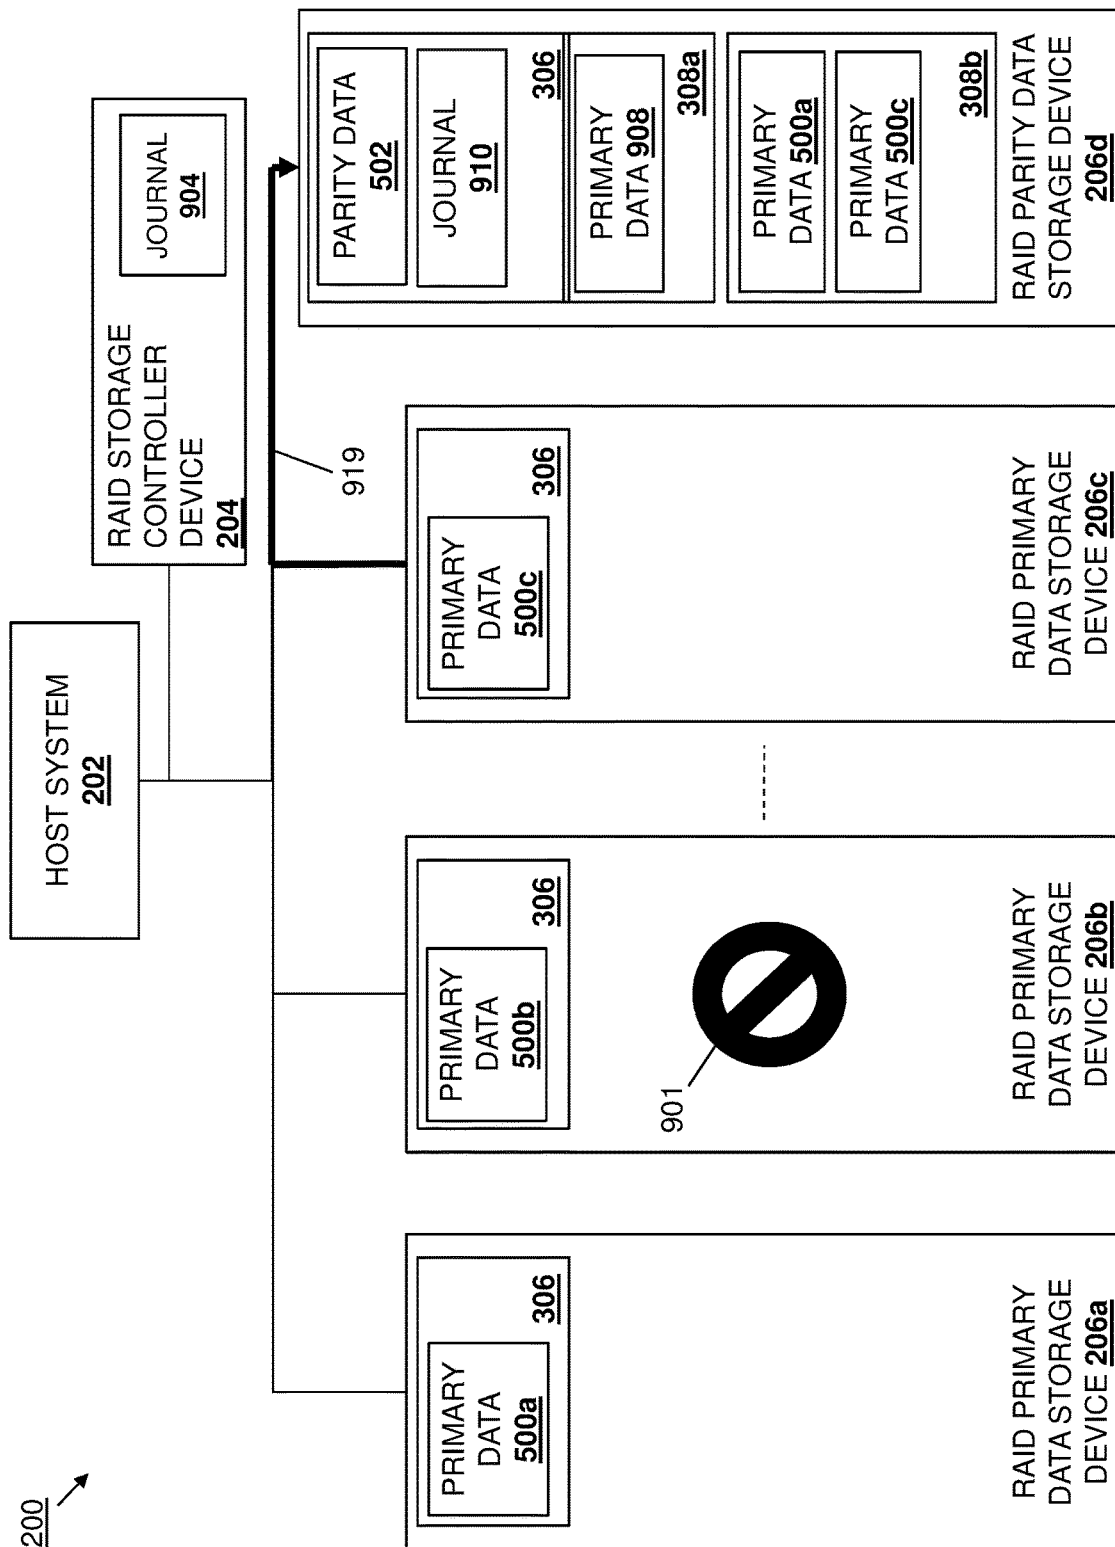 200
HOST SYSTEM
202
RAID STORAGE
CONTROLLER
DEVICE
204
JOURNAL
904
919
PRIMARY
DATA
500a
306
RAID PRIMARY
DATA STORAGE
DEVICE 206a
PRIMARY
DATA
500b
306
901
RAID PRIMARY
DATA STORAGE
DEVICE 206b
PRIMARY
DATA
500c
306
RAID PRIMARY
DATA STORAGE
DEVICE 206c
PARITY DATA
502
JOURNAL
910
306
PRIMARY
DATA 908
308a
PRIMARY
DATA 500a
PRIMARY
DATA 500c
308b
RAID PARITY DATA
STORAGE DEVICE
206d